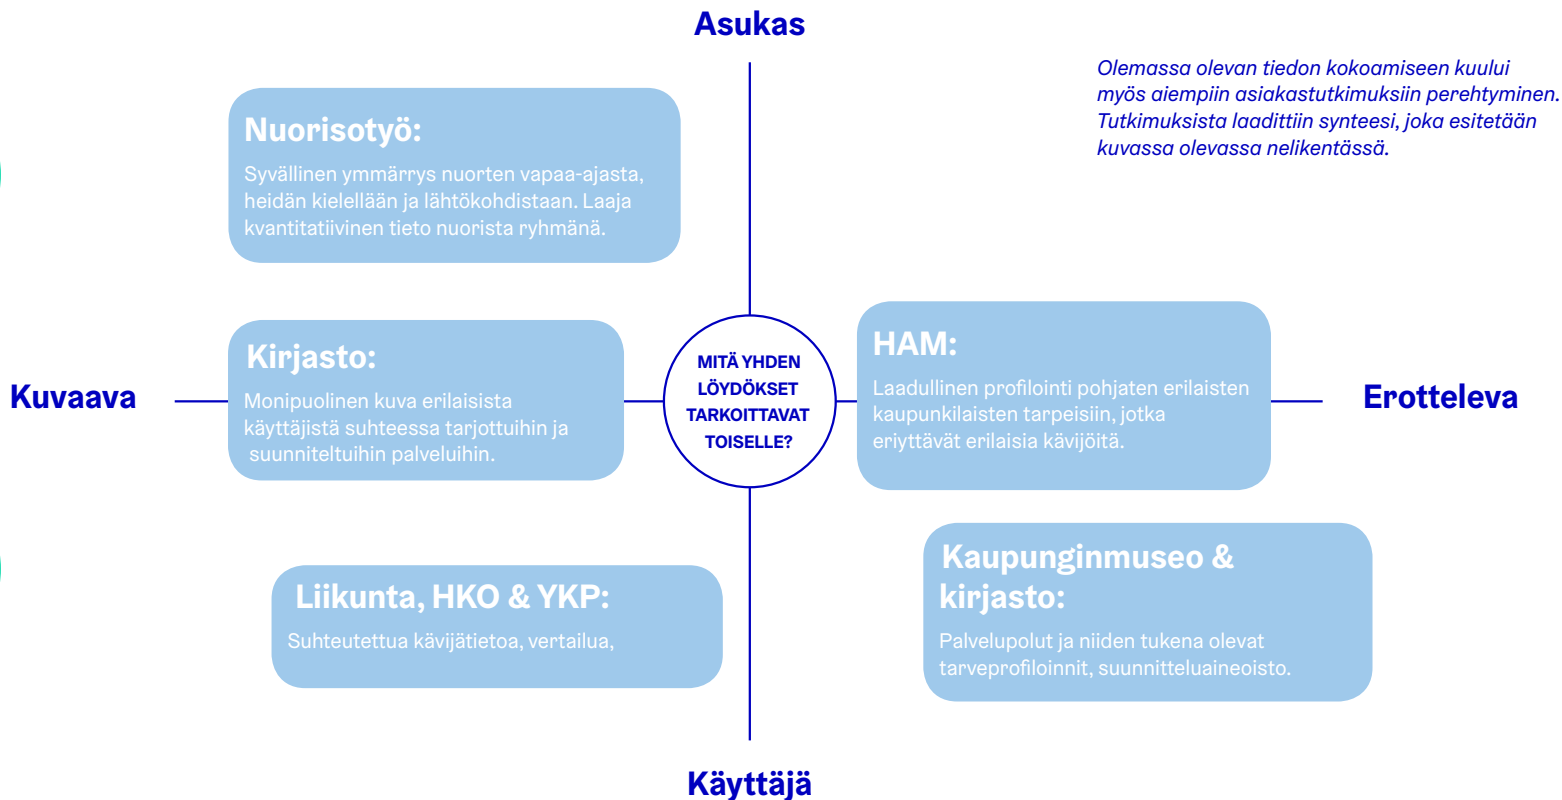 Asukas
Olemassa olevan tiedon kokoamiseen kuului
myös aiempiin asiakastutkimuksiin perehtyminen.
Tutkimuksista laadittiin synteesi, joka esitetään
kuvassa olevassa nelikentässä.
Nuorisotyö:
Syvällinen ymmärrys nuorten vapaa-ajasta,
heidän kielellään ja lähtökohdistaan. Laaja
kvantitatiivinen tieto nuorista ryhmänä.
Kuvaava
Kirjasto:
Monipuolinen kuva erilaisista
käyttäjistä suhteessa tarjottuihin ja
suunniteltuihin palveluihin.
MITÄ YHDEN
LÖYDÖKSET
TARKOITTAVAT
TOISELLE?
HAM:
Laadullinen profilointi pohjaten erilaisten
kaupunkilaisten tarpeisiin, jotka
eriyttävät erilaisia kävijöitä.
Erotteleva
Liikunta, HKO & YKP:
Suhteutettua kävijätietoa, vertailua,
Kaupunginmuseo &
kirjasto:
Palvelupolut ja niiden tukena olevat
tarveprofiloinnit, suunnitteluaineoisto.
Käyttäjä